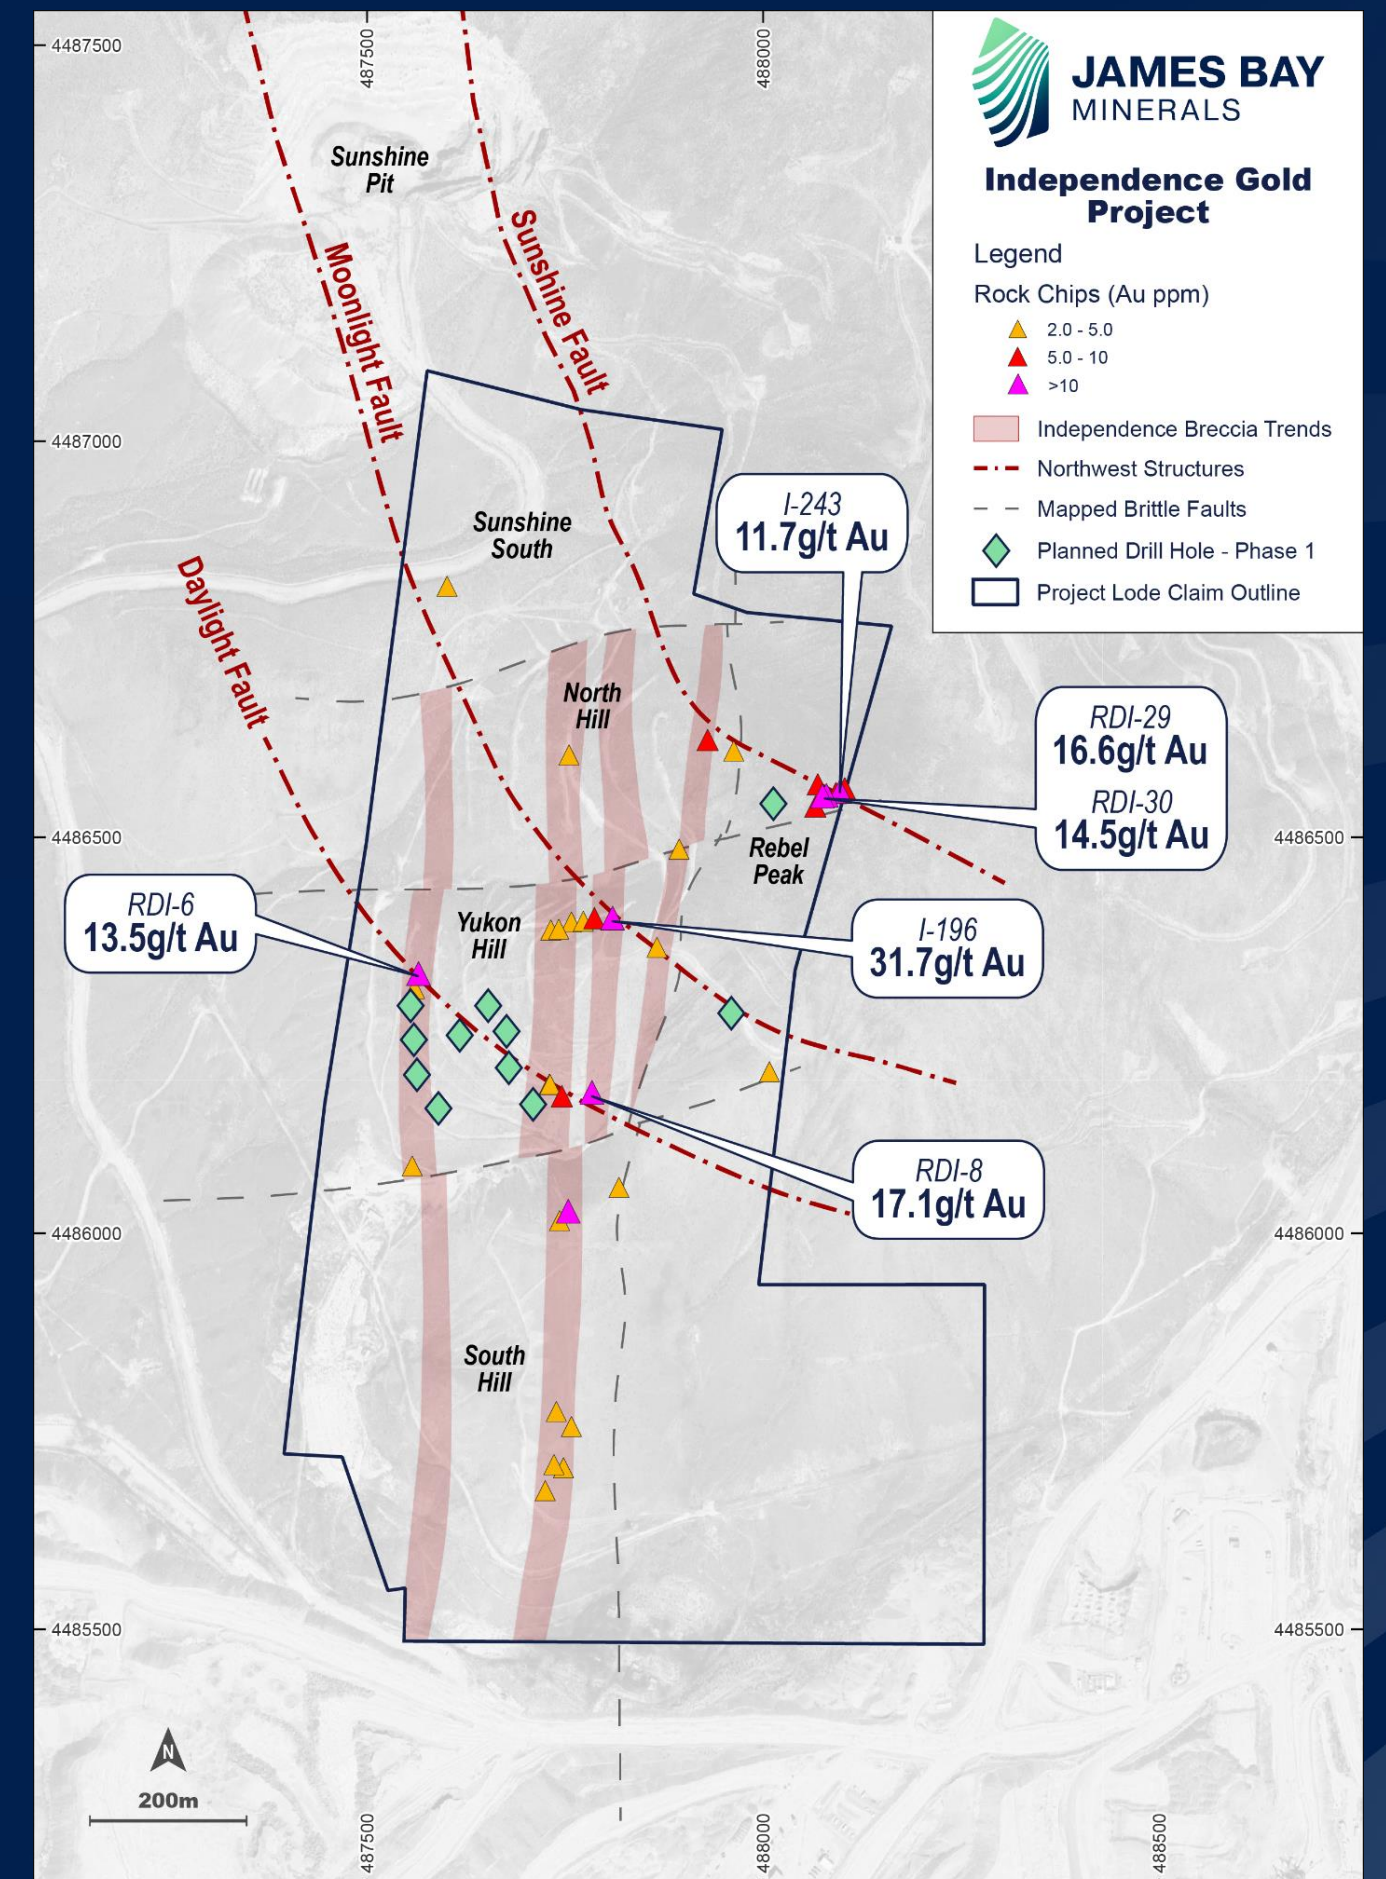 4487500
487500
488000
JAMES BAY
MINERALS
Independence Gold
Project
Legend
Rock Chips (Au ppm)
2.0 - 5.0
5.0 - 10
>10
Independence Breccia Trends
Northwest Structures
Mapped Brittle Faults
Planned Drill Hole - Phase 1
Project Lode Claim Outline
Sunshine
Pit
Moonlight Fault
Sunshine Fault
4487000
Sunshine
South
I-243
11.7g/t Au
Daylight Fault
North
Hill
RDI-29
16.6g/t Au
RDI-30
14.5g/t Au
4486500
4486500
Rebel
Peak
RDI-6
13.5g/t Au
Yukon
Hill
I-196
31.7g/t Au
RDI-8
17.1g/t Au
4486000
4486000
South
Hill
4485500
4485500
N
200m
487500
488000
488500